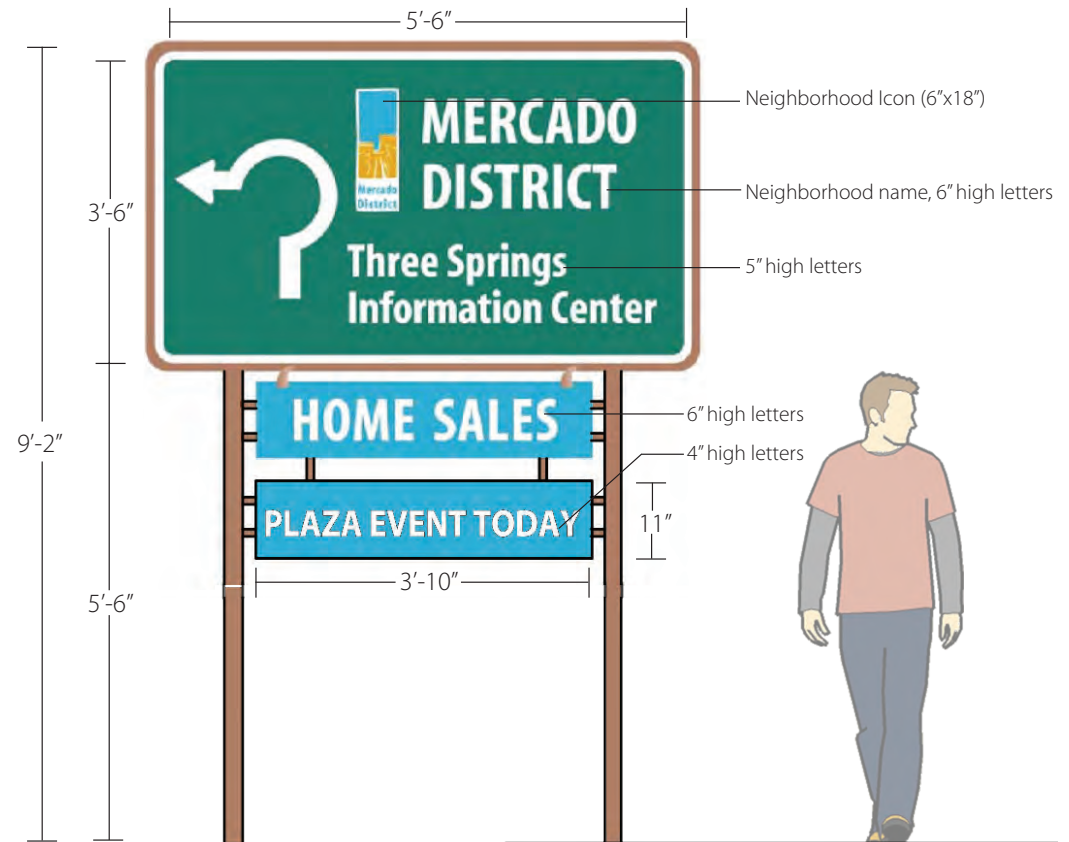 5'-6"
Neighborhood Icon (6"x18")
MERCADO
DISTRICT
Mercado
District
Neighborhood name, 6" high letters
3'-6"
Three Springs
Information Center
5" high letters
HOME SALES
6" high letters
9'-2"
4" high letters
PLAZA EVENT TODAY
11"
3'-10"
5'-6"